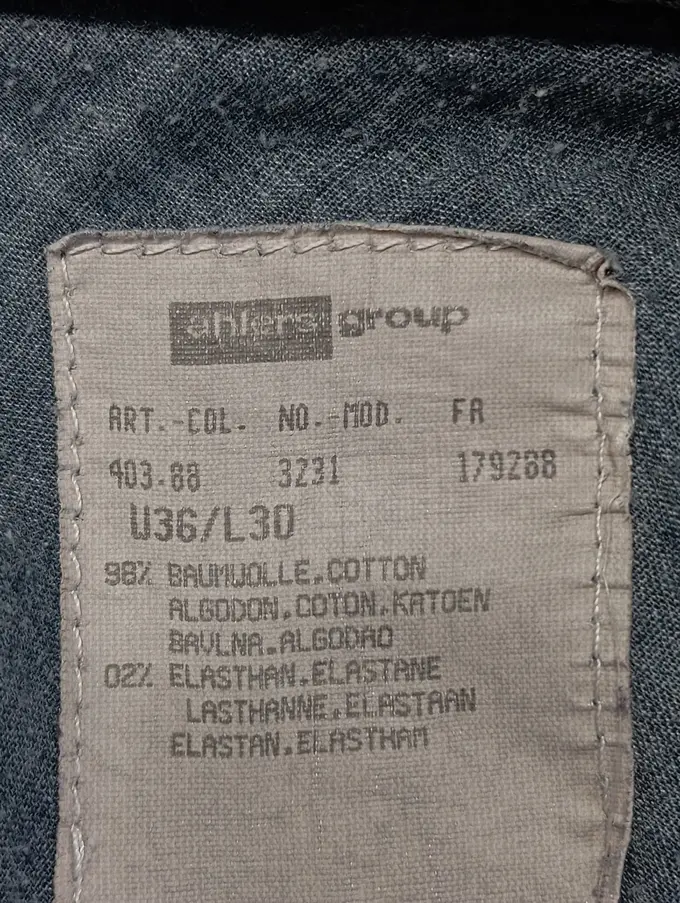 ahlers group
ART.-COL. NO.-MOD. FA
403.88 3231 179288
W36/L30
98% BAUMWOLLE.COTTON
ALGODON.COTON.KATOEN
BAVLNA.ALGODAO
02% ELASTHAN.ELASTANE
LASTHANNE.ELASTAAN
ELASTAN.ELASTHAM